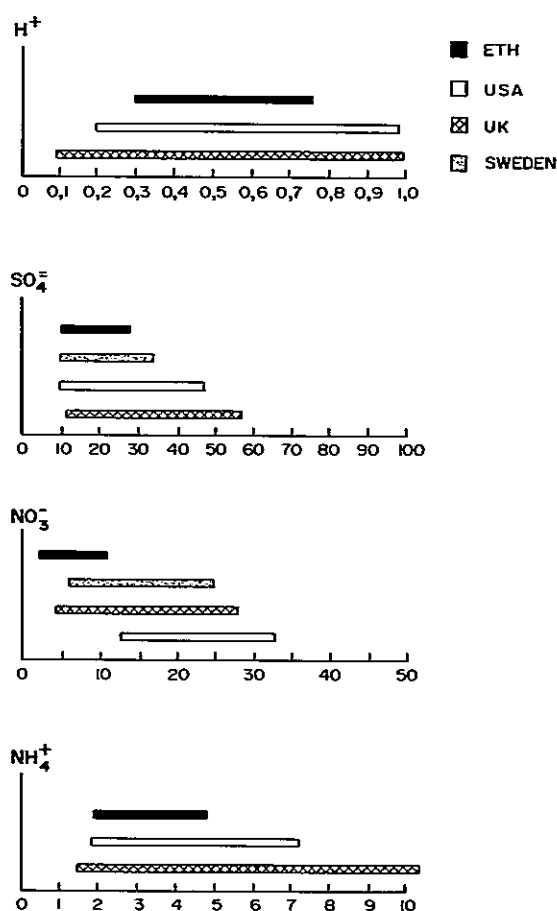 H⁺
ETH
USA
UK
SWEDEN
0 0,1 0,2 0,3 0,4 0,5 0,6 0,7 0,8 0,9 1,0
SO₄⁼
0 10 20 30 40 50 60 70 80 90 100
NO₃⁻
0 10 20 30 50
NH₄⁺
0 1 2 3 4 5 6 7 8 9 10